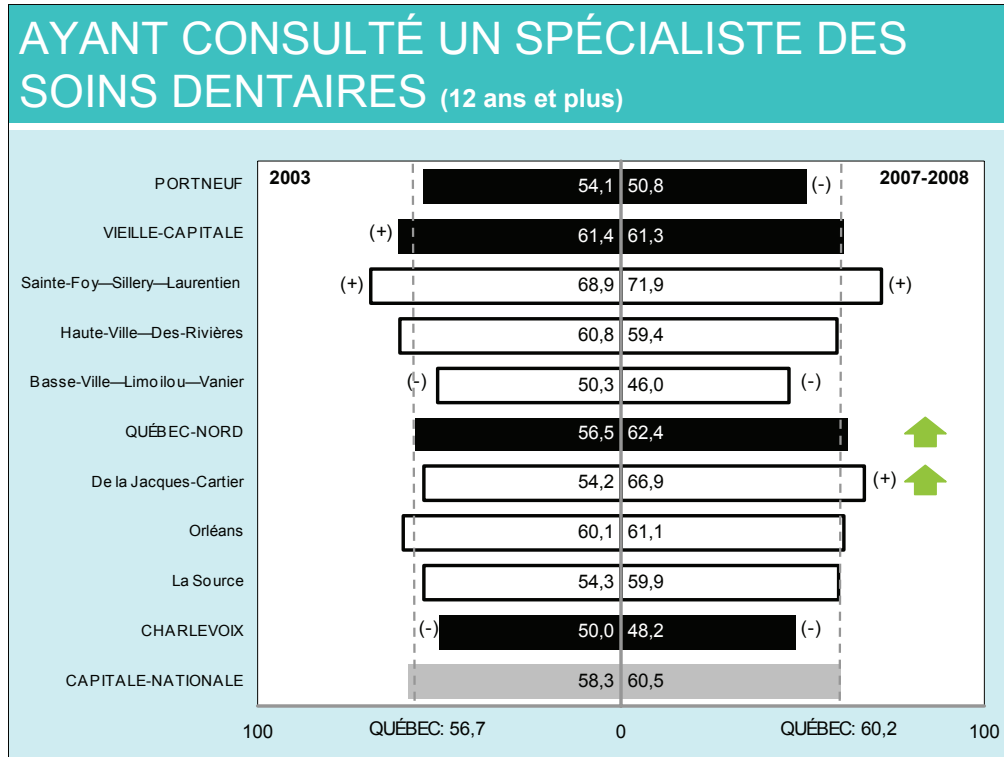 AYANT CONSULTÉ UN SPÉCIALISTE DES
SOINS DENTAIRES (12 ans et plus)
2003 2007-2008
PORTNEUF 54,1 50,8 (-)
VIEILLE-CAPITALE (+) 61,4 61,3
Sainte-Foy—Sillery—Laurentien (+) 68,9 71,9 (+)
Haute-Ville—Des-Rivières 60,8 59,4
Basse-Ville—Limoilou—Vanier (-) 50,3 46,0 (-)
QUÉBEC-NORD 56,5 62,4
De la Jacques-Cartier 54,2 66,9 (+)
Orléans 60,1 61,1
La Source 54,3 59,9
CHARLEVOIX (-) 50,0 48,2 (-)
CAPITALE-NATIONALE 58,3 60,5
100 QUÉBEC: 56,7 0 QUÉBEC: 60,2 100